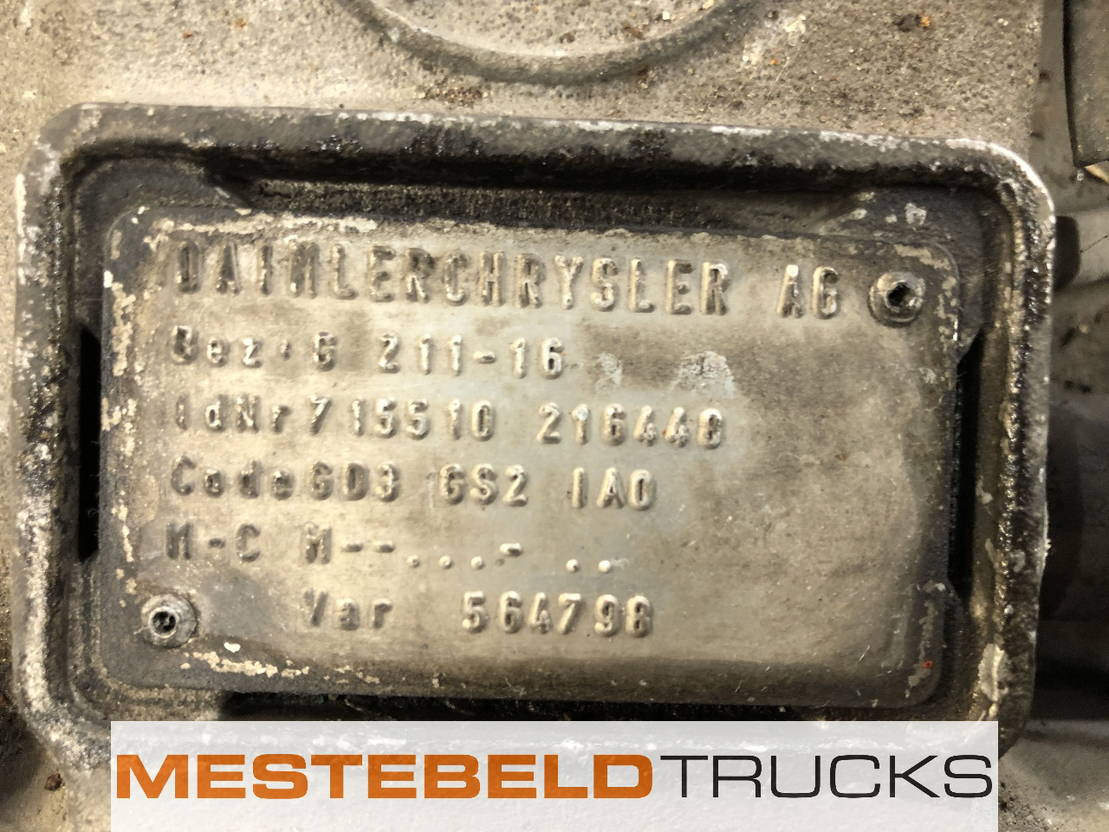 DAIMLERCHRYSLER AG
Bez.G 211-16
IdNr 715510 216448
Code GD3 GS2 IA0
M-C M--...- ..
Var 564798
MESTEBELDTRUCKS